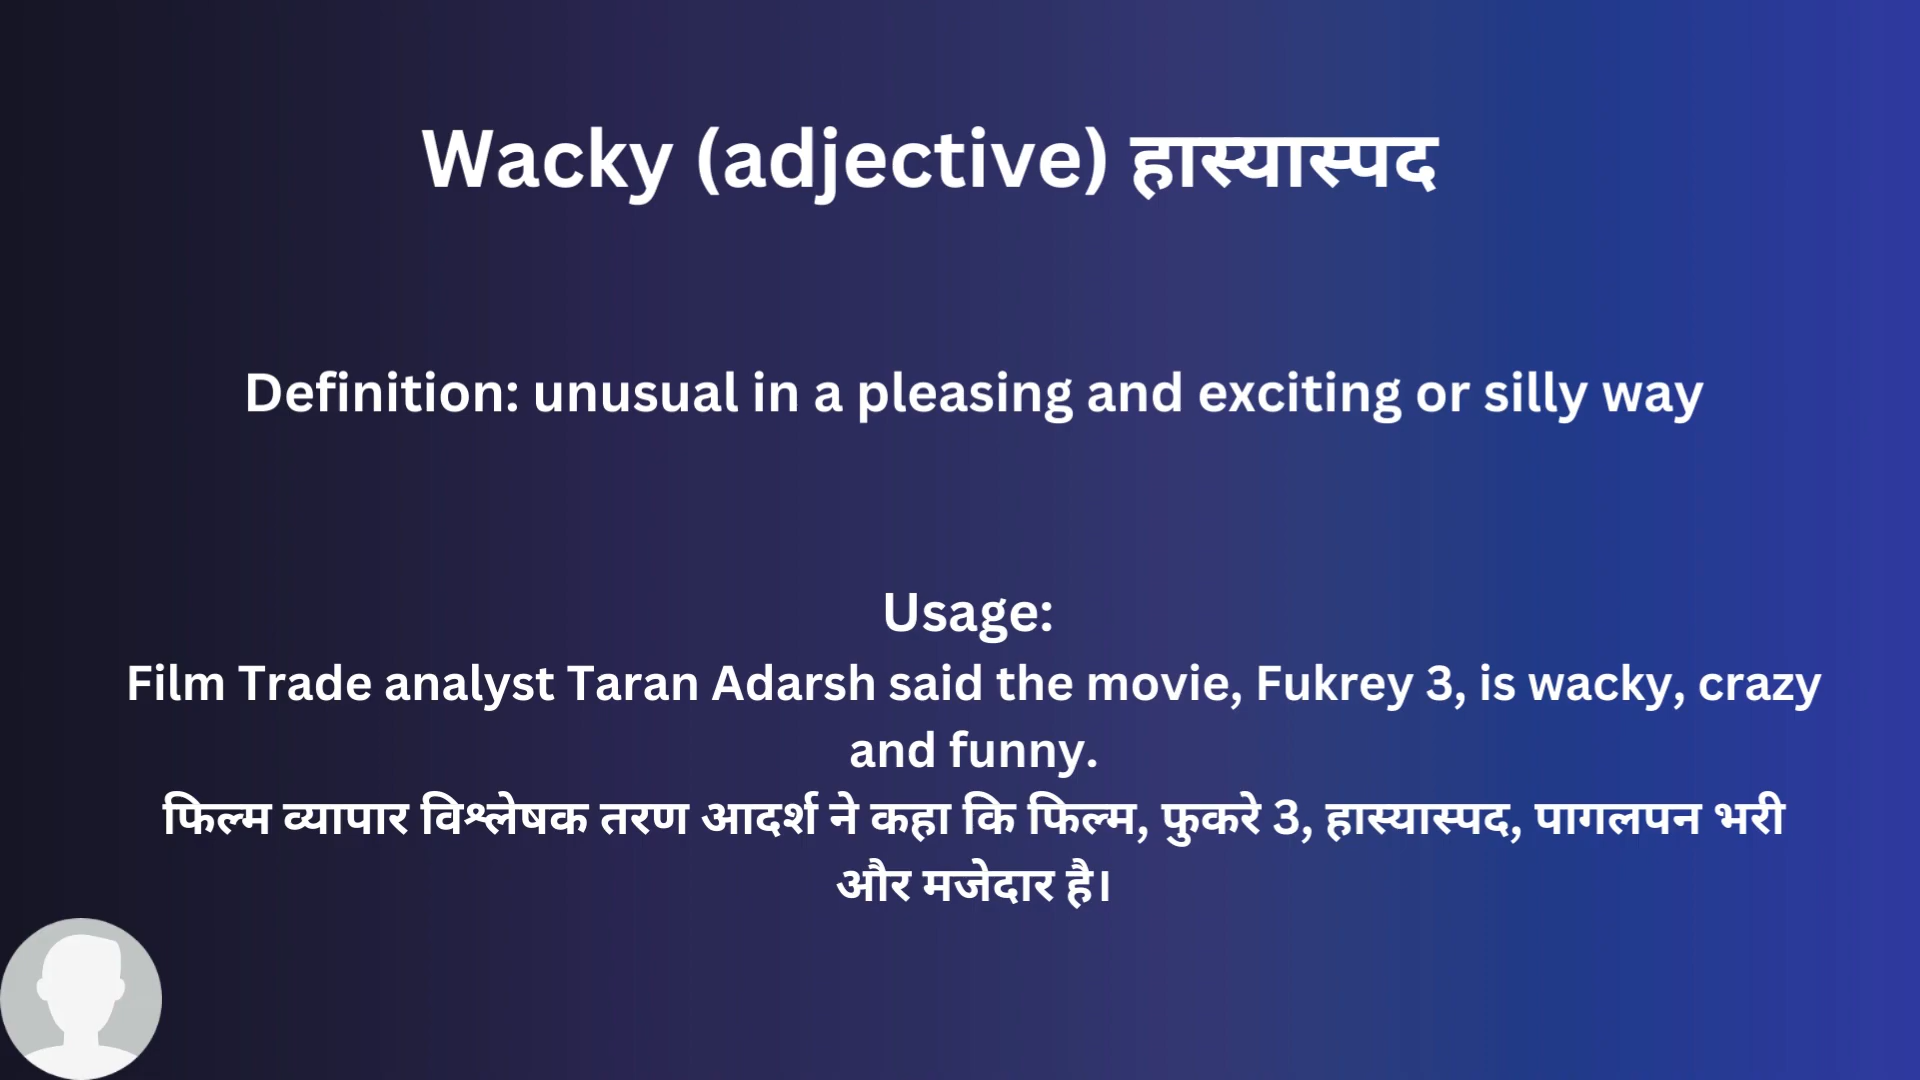 Wacky (adjective) हास्यास्पद
Definition: unusual in a pleasing and exciting or silly way
Usage:
Film Trade analyst Taran Adarsh said the movie, Fukrey 3, is wacky, crazy
and funny.
फिल्म व्यापार विश्लेषक तरण आदर्श ने कहा कि फिल्म, फुकरे 3, हास्यास्पद, पागलपन भरी
और मजेदार है।